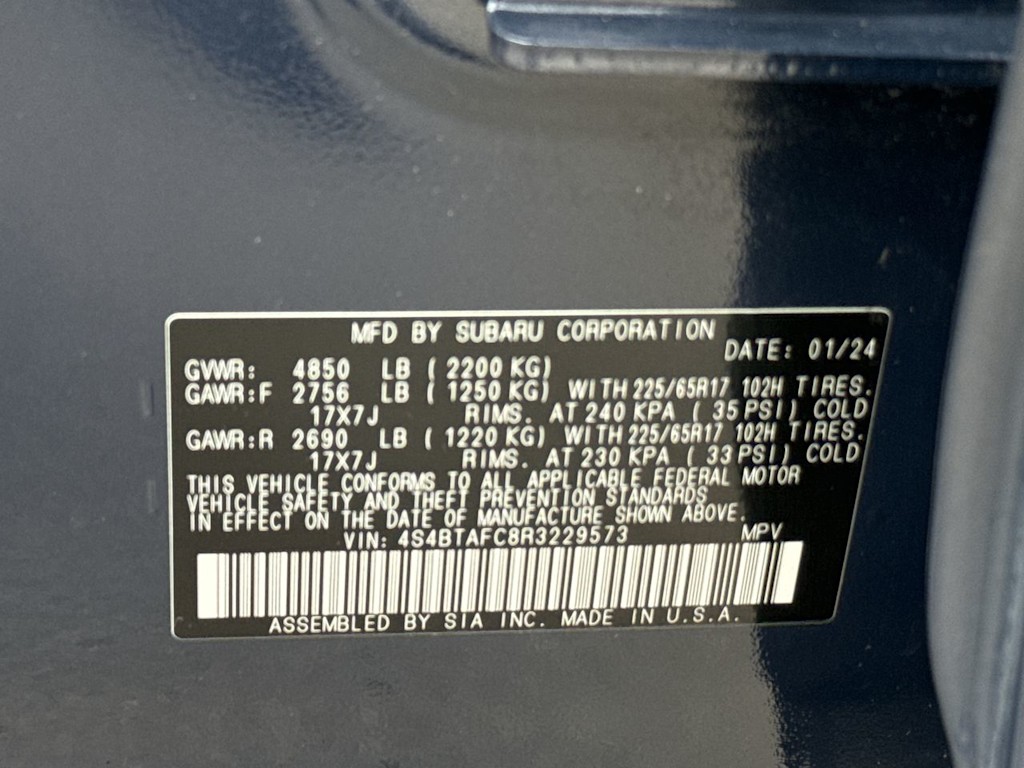 MFD BY SUBARU CORPORATION
DATE: 01/24
GVWR: 4850 LB ( 2200 KG)
GAWR:F 2756 LB ( 1250 KG) WITH 225/65R17 102H TIRES.
17X7J RIMS. AT 240 KPA ( 35 PSI) COLD
GAWR:R 2690 LB ( 1220 KG) WITH 225/65R17 102H TIRES.
17X7J RIMS. AT 230 KPA ( 33 PSI) COLD
THIS VEHICLE CONFORMS TO ALL APPLICABLE FEDERAL MOTOR
VEHICLE SAFETY AND THEFT PREVENTION STANDARDS
IN EFFECT ON THE DATE OF MANUFACTURE SHOWN ABOVE.
VIN: 4S4BTAFC8R3229573 MPV
ASSEMBLED BY SIA INC. MADE IN U.S.A.